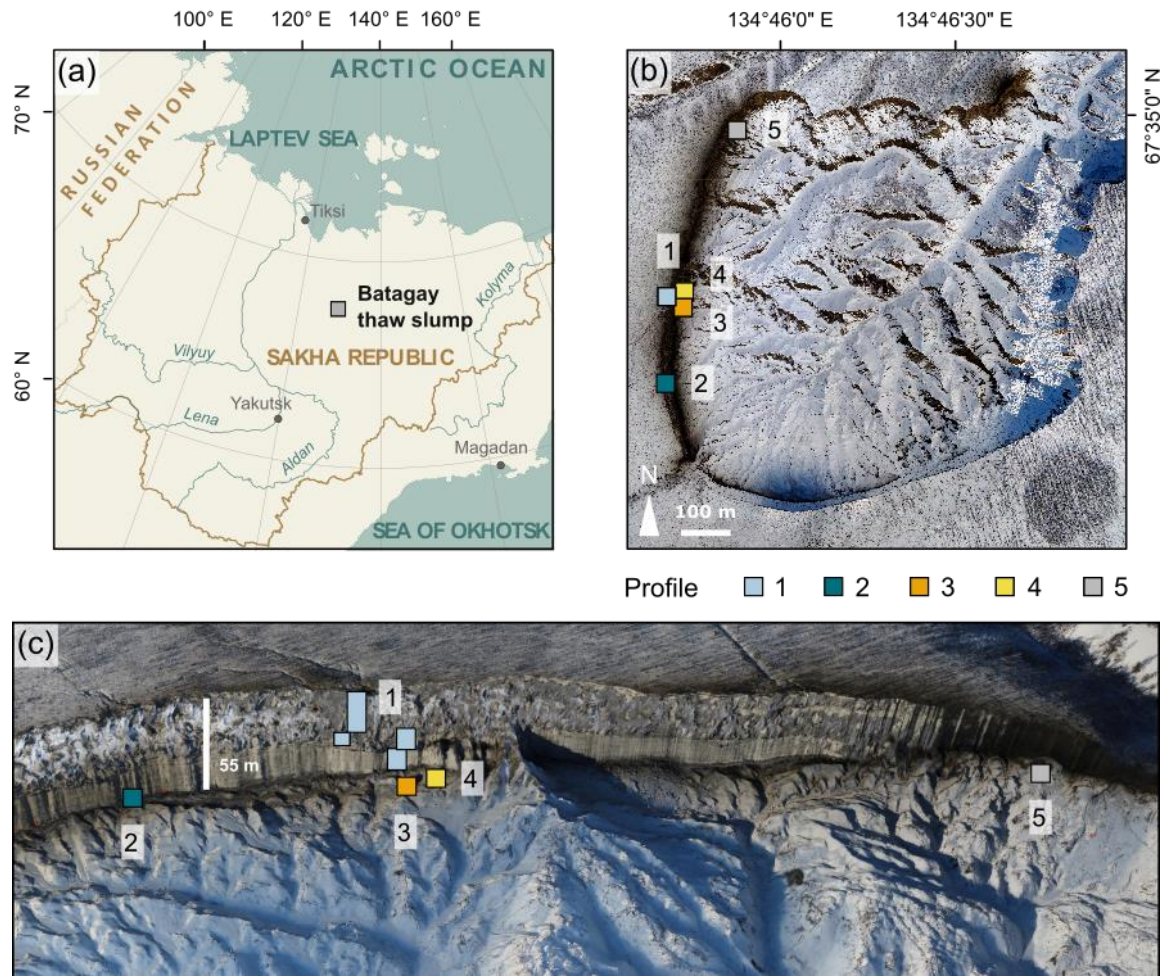 100° E 120° E 140° E 160° E
70° N
60° N
(a)
ARCTIC OCEAN
LAPTEV SEA
RUSSIAN
FEDERATION
Tiksi
Kolyma
Batagay
thaw slump
Vilyuy
SAKHA REPUBLIC
Yakutsk
Lena
Aldan
Magadan
SEA OF OKHOTSK
134°46'0" E 134°46'30" E
67°35'0" N
(b)
5
1
4
3
2
N
100 m
Profile 1 2 3 4 5
(c)
1
55 m
4
2
3
5